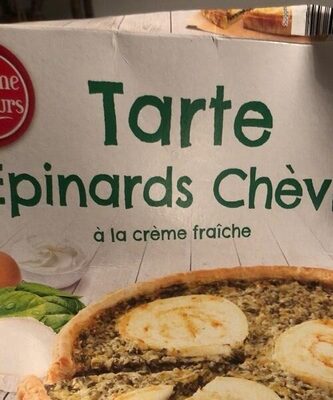 Tarte
Epinards Chèv
à la crème fraîche